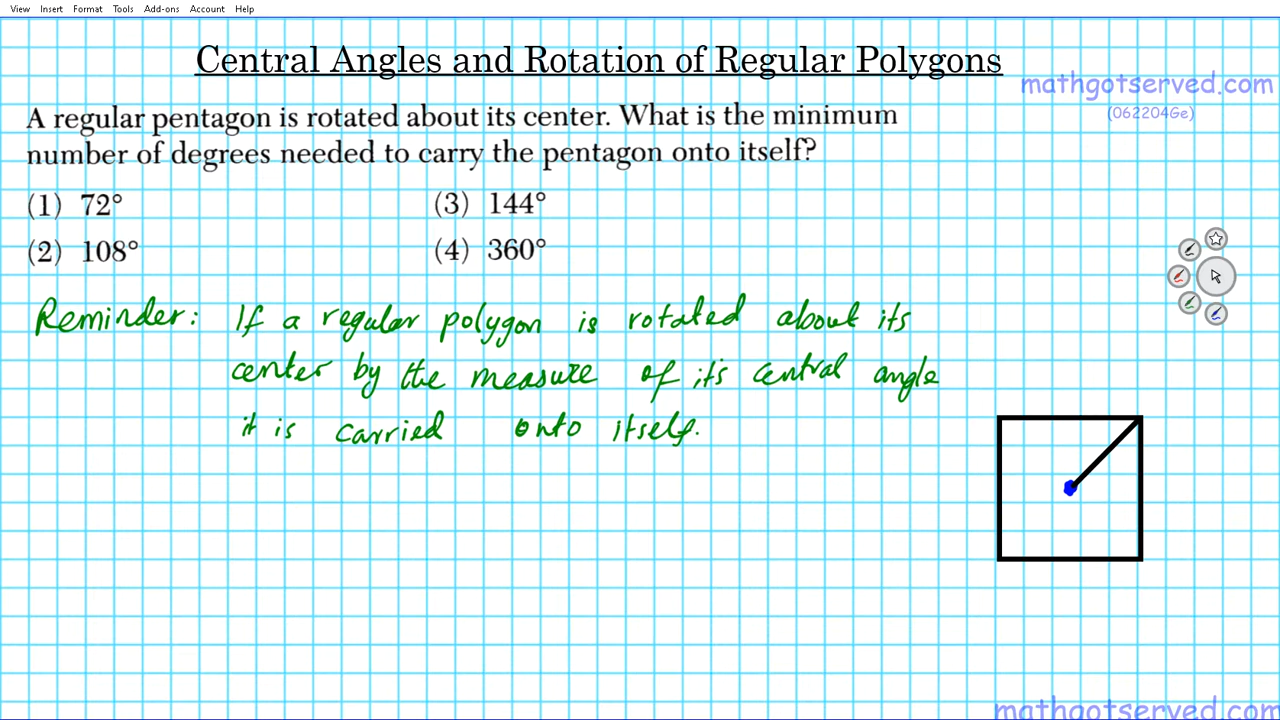 View Insert Format Tools Add-ons Account Help
Central Angles and Rotation of Regular Polygons
mathgotserved.com
(062204Ge)
A regular pentagon is rotated about its center. What is the minimum
number of degrees needed to carry the pentagon onto itself?
(1) 72° (3) 144°
(2) 108° (4) 360°
Reminder: If a regular polygon is rotated about its
center by the measure of its central angle
it is carried onto itself.
mathgotserved.com